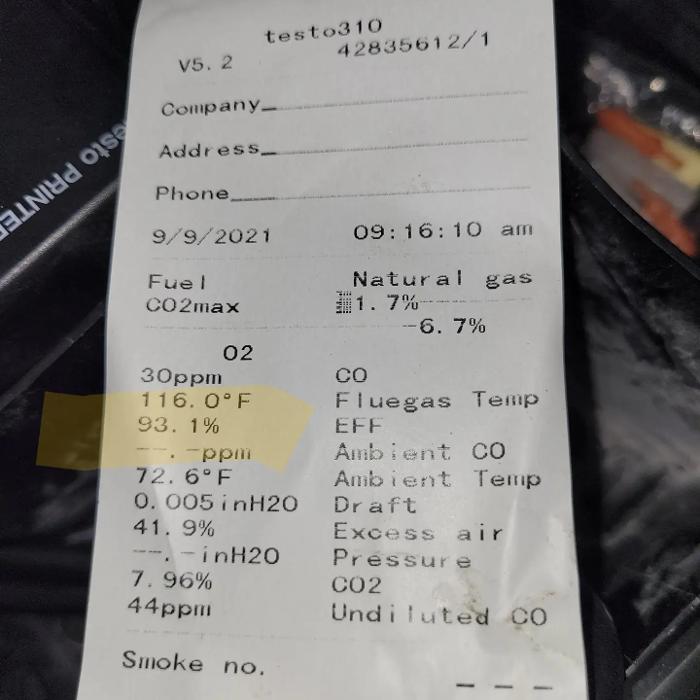 testo310
V5. 2 42835612/1
Company
Address
Phone
9/9/2021 09:16:10 am
Fuel Natural gas
CO2max 1. 7%
-6. 7%
O2
30ppm CO
116. 0°F Fluegas Temp
93. 1% EFF
--. -ppm Ambient CO
72. 6°F Ambient Temp
0. 005inH2O Draft
41. 9% Excess air
--. -inH2O Pressure
7. 96% CO2
44ppm Undiluted CO
Smoke no.
- - -
esto PRINTE